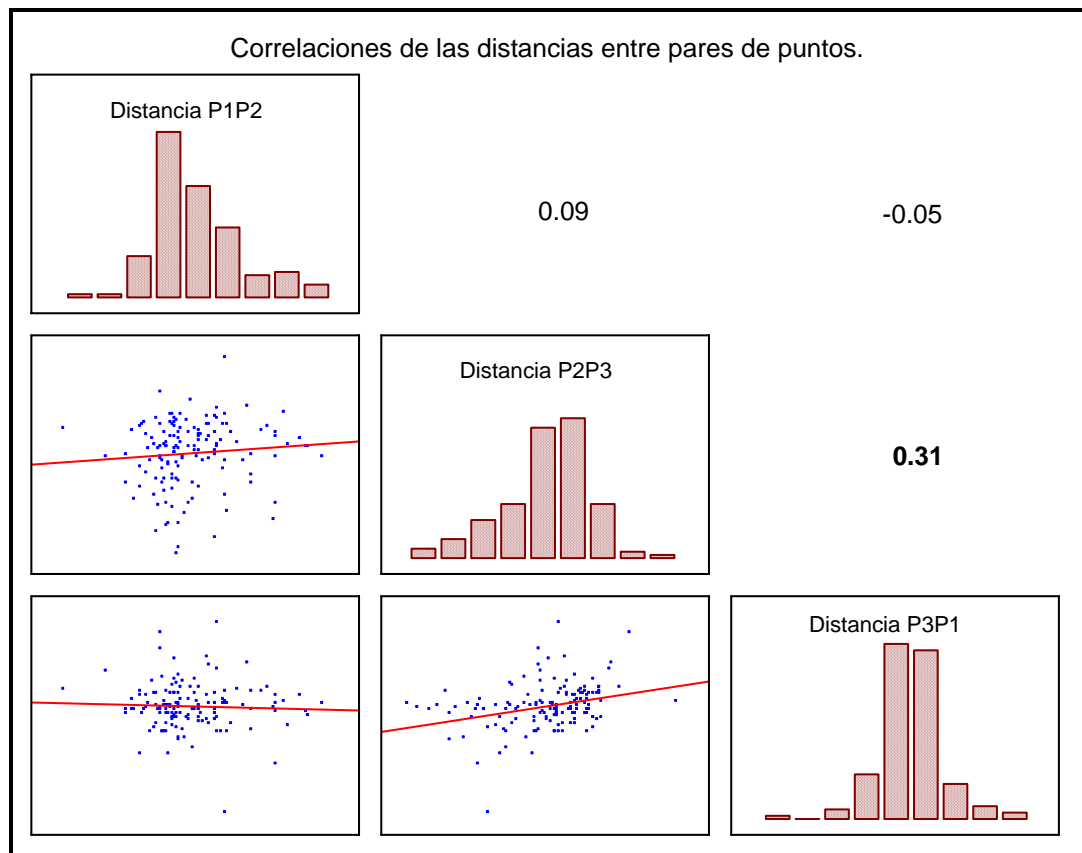 Correlaciones de las distancias entre pares de puntos.
Distancia P1P2
0.09
-0.05
Distancia P2P3
0.31
Distancia P3P1